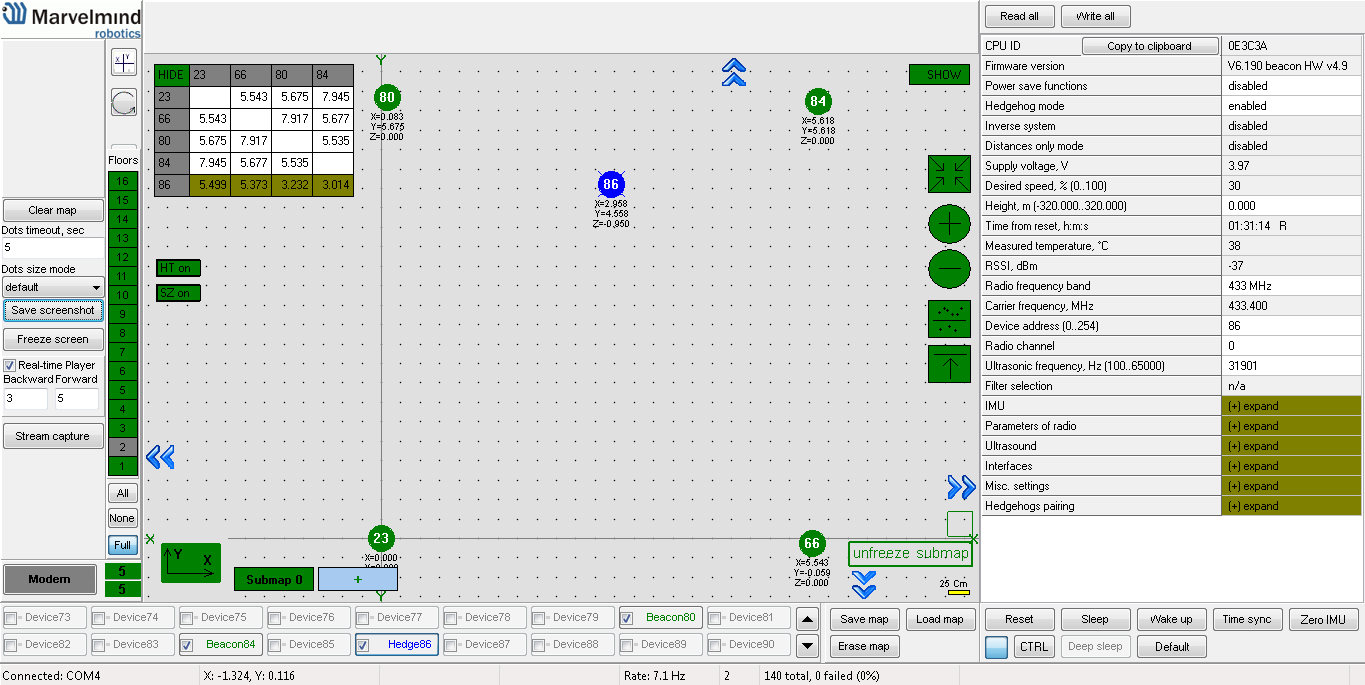 Marvelmind
robotics
Clear map
Dots timeout, sec
5
Dots size mode
default
Save screenshot
Freeze screen
Real-time Player
Backward Forward
3 5
Stream capture
Modern
X Y
Floors
16
15
14
13
12
11
10
9
8
7
6
5
4
3
2
1
All
None
Full
5
5
HIDE 23 66 80 84
23 5.543 5.675 7.945
66 5.543 7.917 5.677
80 5.675 7.917 5.535
84 7.945 5.677 5.535
86 5.499 5.373 3.232 3.014
HT on
SZ on
Y
80
X=0.083
Y=5.675
Z=0.000
84
X=5.618
Y=5.618
Z=0.000
86
X=2.958
Y=4.558
Z=-0.950
23
X=0.000
Y=0.000
66
X=5.543
Y=-0.059
Z=0.000
SHOW
X
X
Y
Y X
Submap 0 +
unfreeze submap
25 Cm
Read all Write all
CPU ID Copy to clipboard 0E3C3A
Firmware version V6.190 beacon HW v4.9
Power save functions disabled
Hedgehog mode enabled
Inverse system disabled
Distances only mode disabled
Supply voltage, V 3.97
Desired speed, % (0..100) 30
Height, m (-320.000..320.000) 0.000
Time from reset, h:m:s 01:31:14 R
Measured temperature, °C 38
RSSI, dBm -37
Radio frequency band 433 MHz
Carrier frequency, MHz 433.400
Device address (0..254) 86
Radio channel 0
Ultrasonic frequency, Hz (100..65000) 31901
Filter selection n/a
IMU (+) expand
Parameters of radio (+) expand
Ultrasound (+) expand
Interfaces (+) expand
Misc. settings (+) expand
Hedgehogs pairing (+) expand
Device73 Device74 Device75 Device76 Device77 Device78 Device79 Beacon80 Device81
Device82 Device83 Beacon84 Device85 Hedge86 Device87 Device88 Device89 Device90
Save map Load map
Erase map
Reset Sleep Wake up Time sync Zero IMU
CTRL Deep sleep Default
Connected: COM4 X: -1.324, Y: 0.116 Rate: 7.1 Hz 2 140 total, 0 failed (0%)